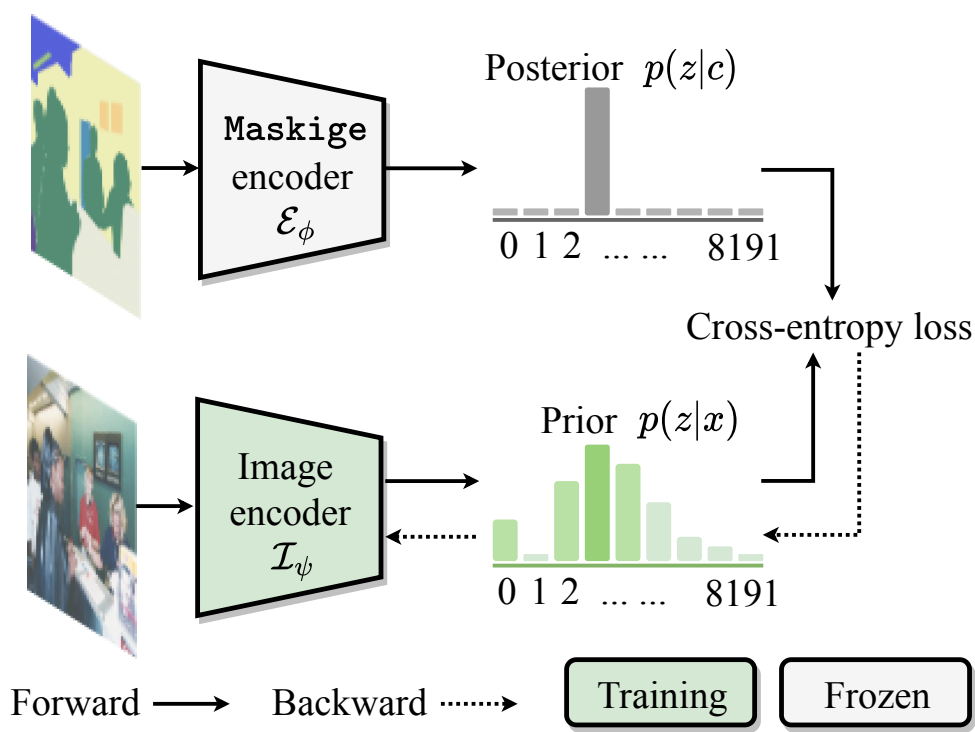 Posterior p(z|c)
Maskige
encoder
ℰ_ϕ
0 1 2 ... ... 8191
Cross-entropy loss
Prior p(z|x)
Image
encoder
ℐ_ψ
0 1 2 ... ... 8191
Forward Backward Training Frozen